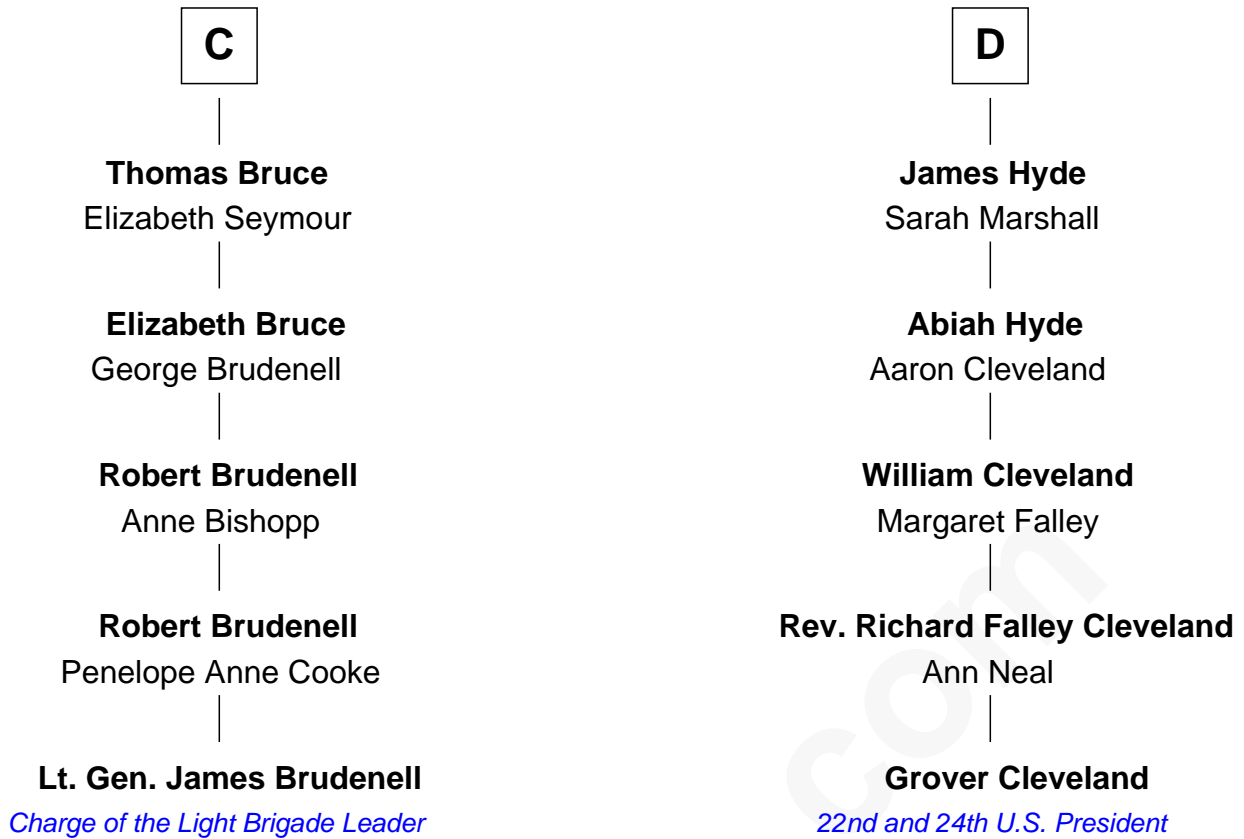 C
Thomas Bruce
Elizabeth Seymour
Elizabeth Bruce
George Brudenell
Robert Brudenell
Anne Bishopp
Robert Brudenell
Penelope Anne Cooke
Lt. Gen. James Brudenell
Charge of the Light Brigade Leader
D
James Hyde
Sarah Marshall
Abiah Hyde
Aaron Cleveland
William Cleveland
Margaret Falley
Rev. Richard Falley Cleveland
Ann Neal
Grover Cleveland
22nd and 24th U.S. President
com